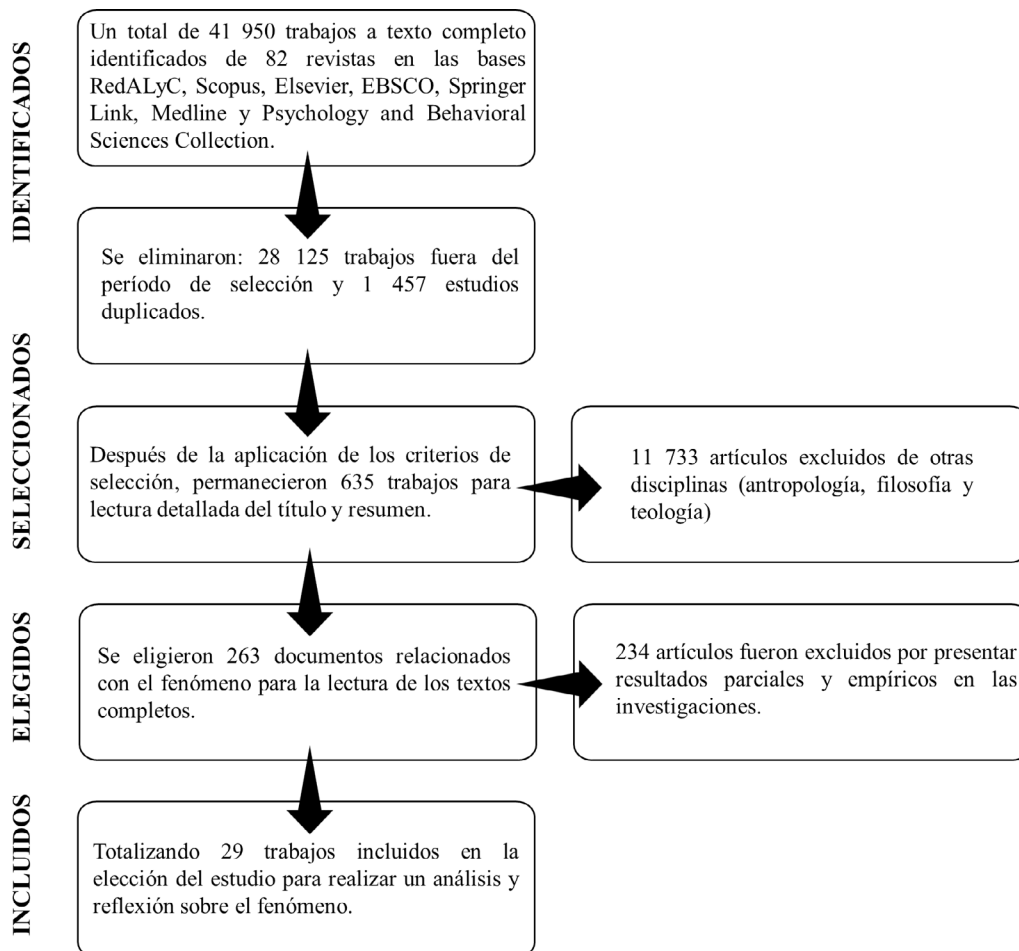 IDENTIFICADOS
Un total de 41 950 trabajos a texto completo
identificados de 82 revistas en las bases
RedALyC, Scopus, Elsevier, EBSCO, Springer
Link, Medline y Psychology and Behavioral
Sciences Collection.
Se eliminaron: 28 125 trabajos fuera del
período de selección y 1 457 estudios
duplicados.
SELECCIONADOS
Después de la aplicación de los criterios de
selección, permanecieron 635 trabajos para
lectura detallada del título y resumen.
11 733 artículos excluidos de otras
disciplinas (antropología, filosofía y
teología)
ELEGIDOS
Se eligieron 263 documentos relacionados
con el fenómeno para la lectura de los textos
completos.
234 artículos fueron excluidos por presentar
resultados parciales y empíricos en las
investigaciones.
INCLUIDOS
Totalizando 29 trabajos incluidos en la
elección del estudio para realizar un análisis y
reflexión sobre el fenómeno.